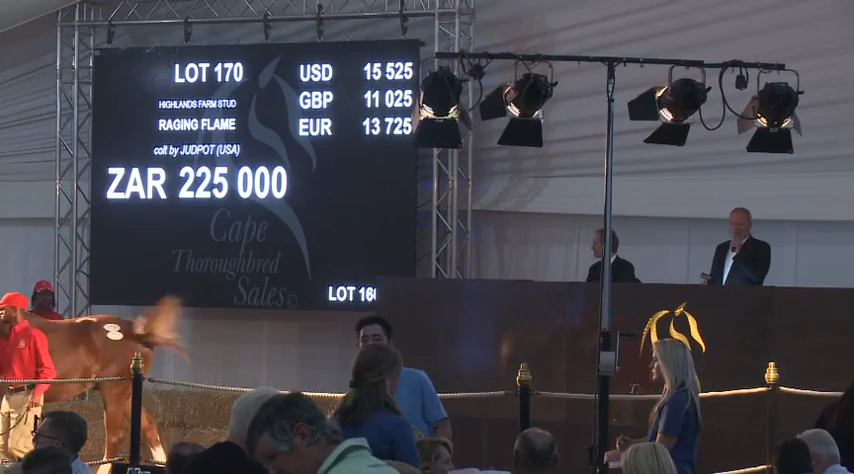 LOT 170
HIGHLANDS FARM STUD
RAGING FLAME
colt by JUDPOT (USA)
USD 15 525
GBP 11 025
EUR 13 725
ZAR 225 000
Cape
Thoroughbred
Sales
LOT 16